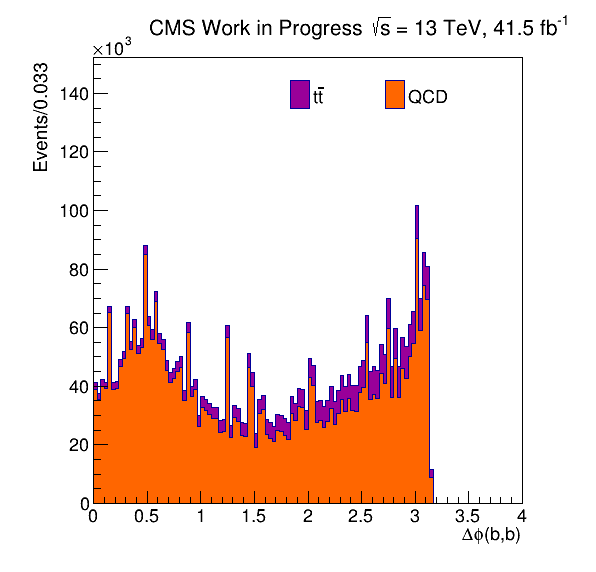 CMS Work in Progress √s = 13 TeV, 41.5 fb⁻¹
×10³
Events/0.033
140
120
100
80
60
40
20
0
tt̄
QCD
0 0.5 1 1.5 2 2.5 3 3.5 4
Δϕ(b,b)